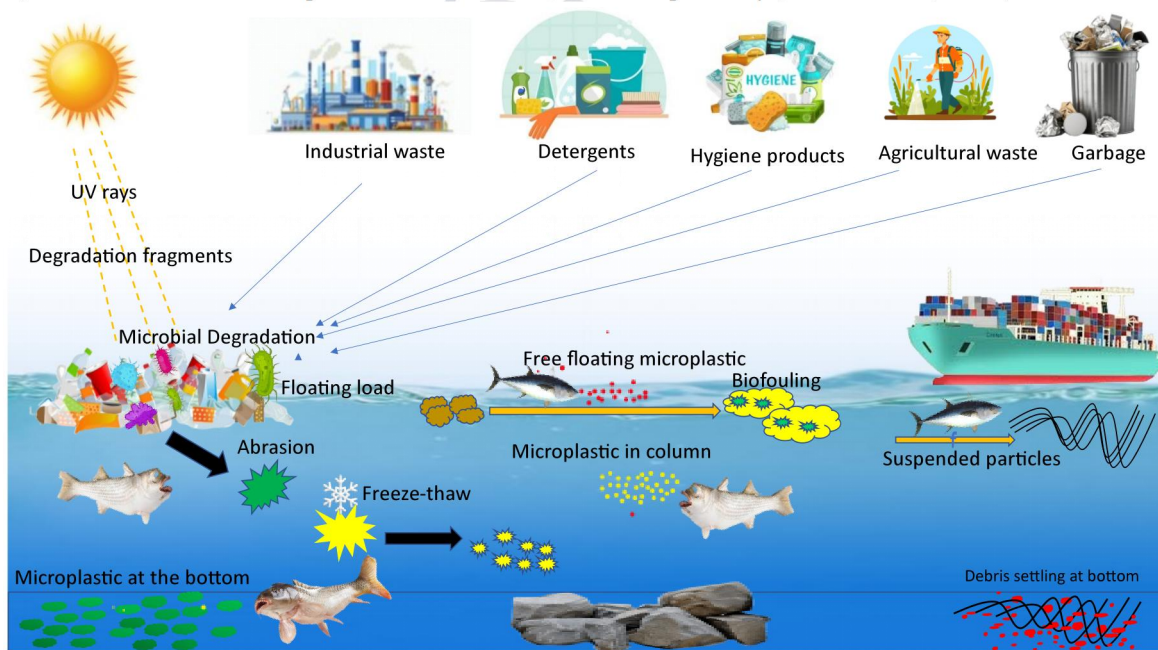 HYGIENE
Industrial waste
Detergents
Hygiene products
Agricultural waste
Garbage
UV rays
Degradation fragments
Microbial Degradation
Floating load
Free floating microplastic
Biofouling
Abrasion
Microplastic in column
Suspended particles
Freeze-thaw
Microplastic at the bottom
Debris settling at bottom